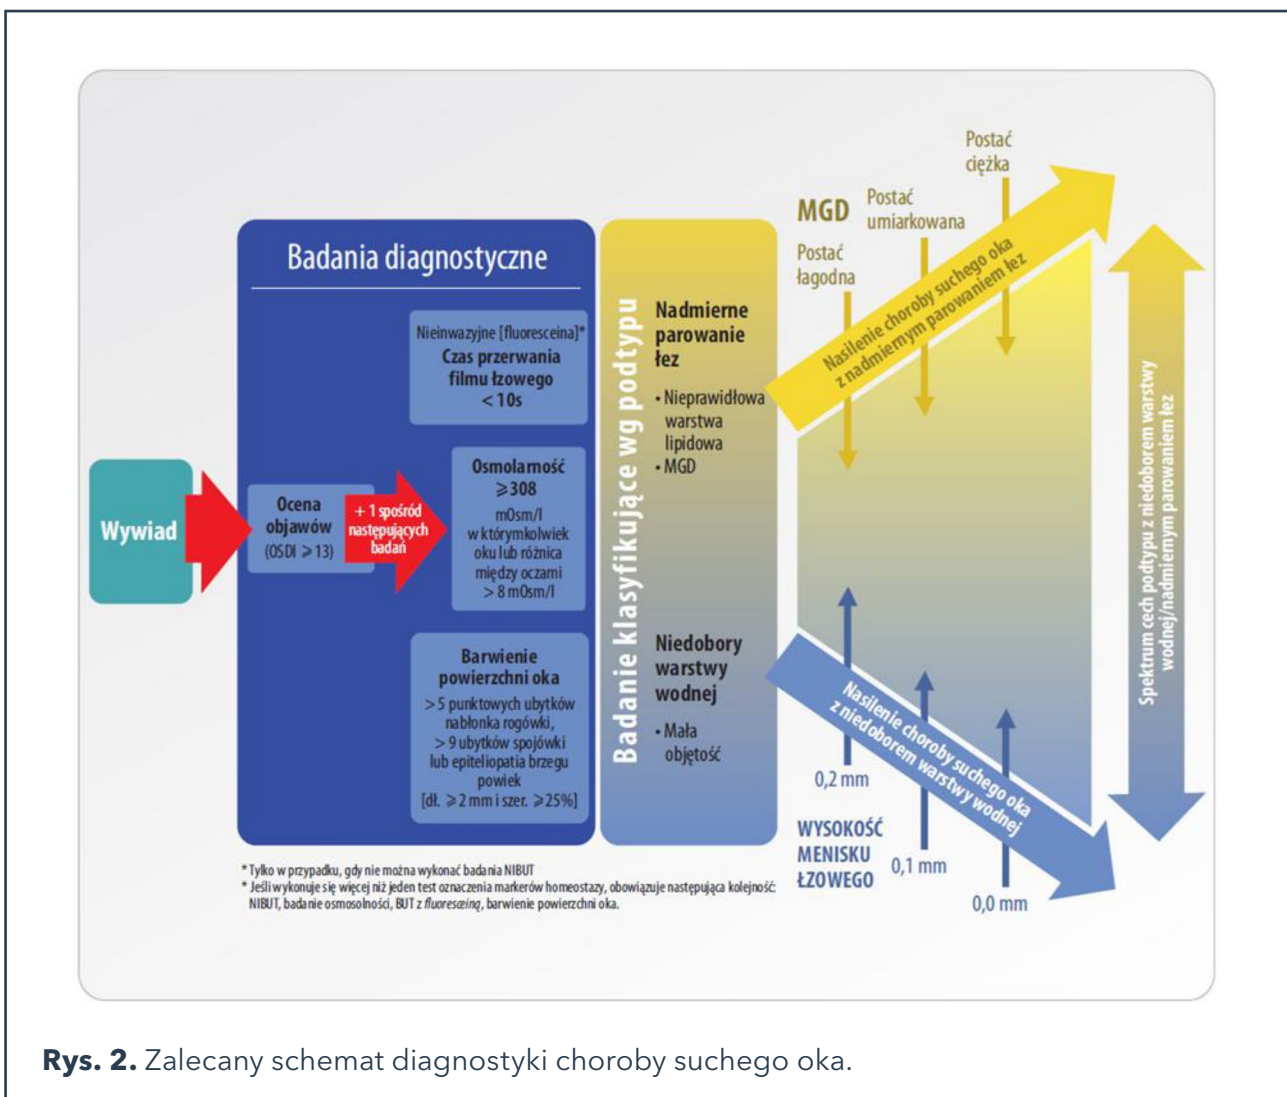 Wywiad
Badania diagnostyczne
Ocena
objawów
(OSDI ⩾ 13)
+ 1 spośród
następujących
badań
Nieinwazyjne [fluoresceina]*
Czas przerwania
filmu łzowego
< 10s
Osmolarność
⩾308
mOsm/l
w którymkolwiek
oku lub różnica
między oczami
> 8 mOsm/l
Barwienie
powierzchni oka
> 5 punktowych ubytków
nabłonka rogówki,
> 9 ubytków spojówki
lub epiteliopatia brzegu
powiek
[dł. ⩾2 mm i szer. ⩾25%]
Badanie klasyfikujące wg podtypu
Nadmierne
parowanie
łez
• Nieprawidłowa
warstwa
lipidowa
• MGD
Niedobory
warstwy
wodnej
• Mała
objętość
MGD
Postać
łagodna
Postać
umiarkowana
Postać
ciężka
Nasilenie choroby suchego oka
z nadmiernym parowaniem łez
Nasilenie choroby suchego oka
z niedoborem warstwy wodnej
0,2 mm
WYSOKOŚĆ
MENISKU
ŁZOWEGO
0,1 mm
0,0 mm
Spektrum cech podtypu z niedoborem warstwy
wodnej/nadmiernym parowaniem łez
* Tylko w przypadku, gdy nie można wykonać badania NIBUT
* Jeśli wykonuje się więcej niż jeden test oznaczenia markerów homeostazy, obowiązuje następująca kolejność:
NIBUT, badanie osmosolności, BUT z fluoresceiną, barwienie powierzchni oka.
Rys. 2. Zalecany schemat diagnostyki choroby suchego oka.